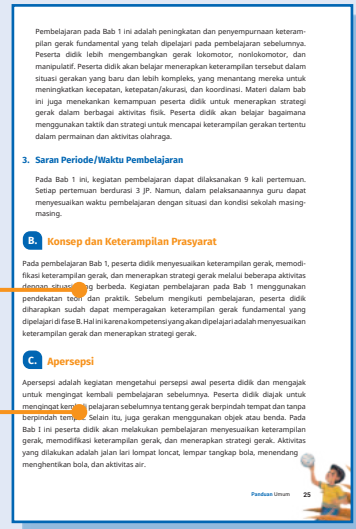 Pembelajaran pada Bab 1 ini adalah peningkatan dan penyempurnaan keteram-
pilan gerak fundamental yang telah dipelajari pada pembelajaran sebelumnya.
Peserta didik lebih mengembangkan gerak lokomotor, nonlokomotor, dan
manipulatif. Peserta didik akan belajar menerapkan keterampilan tersebut dalam
situasi gerakan yang baru dan lebih kompleks, yang menantang mereka untuk
meningkatkan kecepatan, ketepatan/akurasi, dan koordinasi. Materi dalam bab
ini juga menekankan kemampuan peserta didik untuk menerapkan strategi
gerak dalam berbagai aktivitas fisik. Peserta didik akan belajar bagaimana
menggunakan taktik dan strategi untuk mencapai keterampilan gerakan tertentu
dalam permainan dan aktivitas olahraga.
3. Saran Periode/Waktu Pembelajaran
Pada Bab 1 ini, kegiatan pembelajaran dapat dilaksanakan 9 kali pertemuan.
Setiap pertemuan berdurasi 3 JP. Namun, dalam pelaksanaannya guru dapat
menyesuaikan waktu pembelajaran dengan situasi dan kondisi sekolah masing-
masing.
B. Konsep dan Keterampilan Prasyarat
Pada pembelajaran Bab 1, peserta didik menyesuaikan keterampilan gerak, memodi-
fikasi keterampilan gerak, dan menerapkan strategi gerak melalui beberapa aktivitas
dengan situasi berbeda. Kegiatan pembelajaran pada Bab 1 menggunakan
pendekatan teori dan praktik. Sebelum mengikuti pembelajaran, peserta didik
diharapkan sudah dapat memperagakan keterampilan gerak fundamental yang
dipelajari di fase B. Hal ini karena kompetensi yang akan dipelajari adalah menyesuaikan
keterampilan gerak dan menerapkan strategi gerak.
C. Apersepsi
Apersepsi adalah kegiatan mengetahui persepsi awal peserta didik dan mengajak
untuk mengingat kembali pembelajaran sebelumnya. Peserta didik diajak untuk
mengingat kembali pelajaran sebelumnya tentang gerak berpindah tempat dan tanpa
berpindah Selain itu, juga gerakan menggunakan objek atau benda. Pada
Bab I ini peserta didik akan melakukan pembelajaran menyesuaikan keterampilan
gerak, memodifikasi keterampilan gerak, dan menerapkan strategi gerak. Aktivitas
yang dilakukan adalah jalan lari lompat loncat, lempar tangkap bola, menendang
menghentikan bola, dan aktivitas air.
Panduan Umum 25